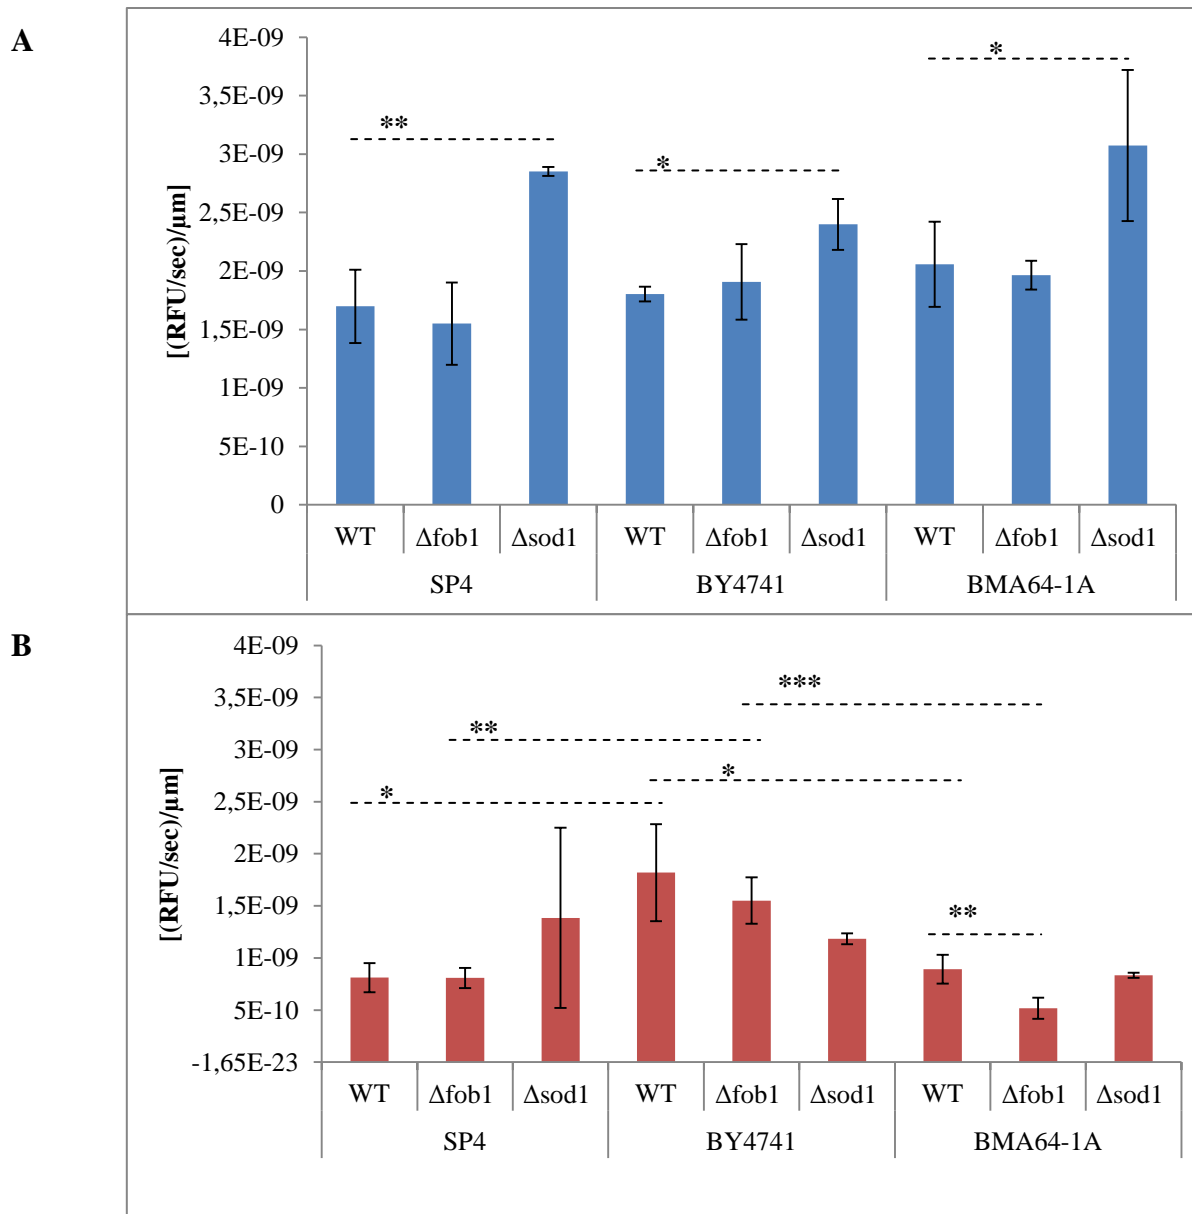 A
[(RFU/sec)/µm]
4E-09
3,5E-09
3E-09
2,5E-09
2E-09
1,5E-09
1E-09
5E-10
0
**
*
*
WT Δfob1 Δsod1 WT Δfob1 Δsod1 WT Δfob1 Δsod1
SP4 BY4741 BMA64-1A
B
[(RFU/sec)/µm]
4E-09
3,5E-09
3E-09
2,5E-09
2E-09
1,5E-09
1E-09
5E-10
-1,65E-23
***
**
*
*
**
WT Δfob1 Δsod1 WT Δfob1 Δsod1 WT Δfob1 Δsod1
SP4 BY4741 BMA64-1A